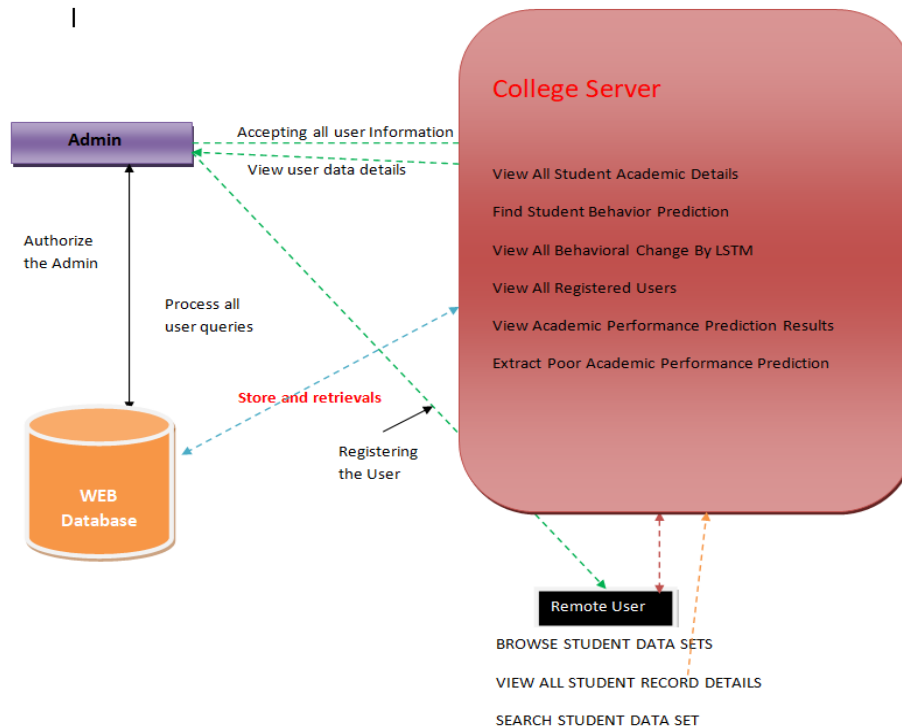 College Server
Admin
Accepting all user Information
View user data details
View All Student Academic Details
Find Student Behavior Prediction
View All Behavioral Change By LSTM
View All Registered Users
View Academic Performance Prediction Results
Extract Poor Academic Performance Prediction
Authorize
the Admin
Process all
user queries
Store and retrievals
Registering
the User
WEB
Database
Remote User
BROWSE STUDENT DATA SETS
VIEW ALL STUDENT RECORD DETAILS
SEARCH STUDENT DATA SET